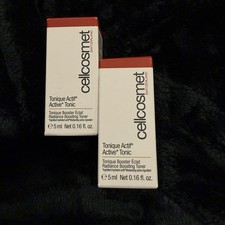 cellcosmet
Tonique Actif*
Active* Tonic
Tonique Booster Éclat
Radiance Boosting Toner
e 5 ml Net 0.16 fl. oz.
cellcosmet
Tonique Actif*
Active* Tonic
Tonique Booster Éclat
Radiance Boosting Toner
e 5 ml Net 0.16 fl. oz.